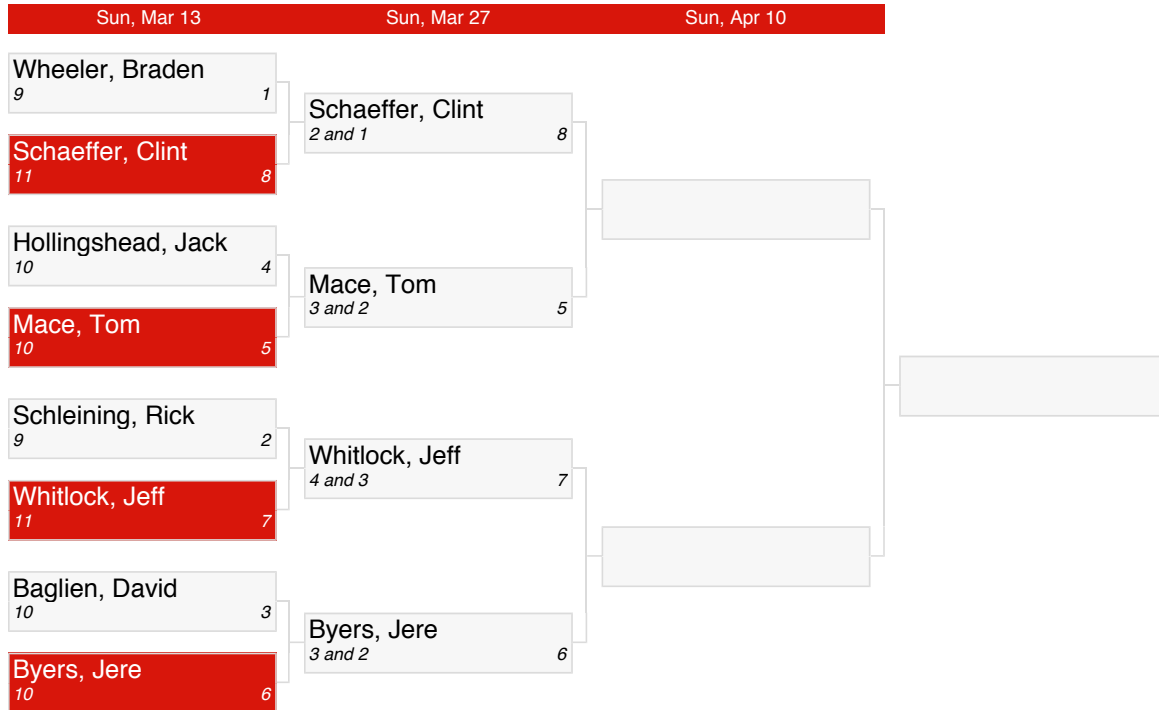 Sun, Mar 13 Sun, Mar 27 Sun, Apr 10
Wheeler, Braden
9 1
Schaeffer, Clint
11 8
Hollingshead, Jack
10 4
Mace, Tom
10 5
Schleining, Rick
9 2
Whitlock, Jeff
11 7
Baglien, David
10 3
Byers, Jere
10 6
Schaeffer, Clint
2 and 1 8
Mace, Tom
3 and 2 5
Whitlock, Jeff
4 and 3 7
Byers, Jere
3 and 2 6